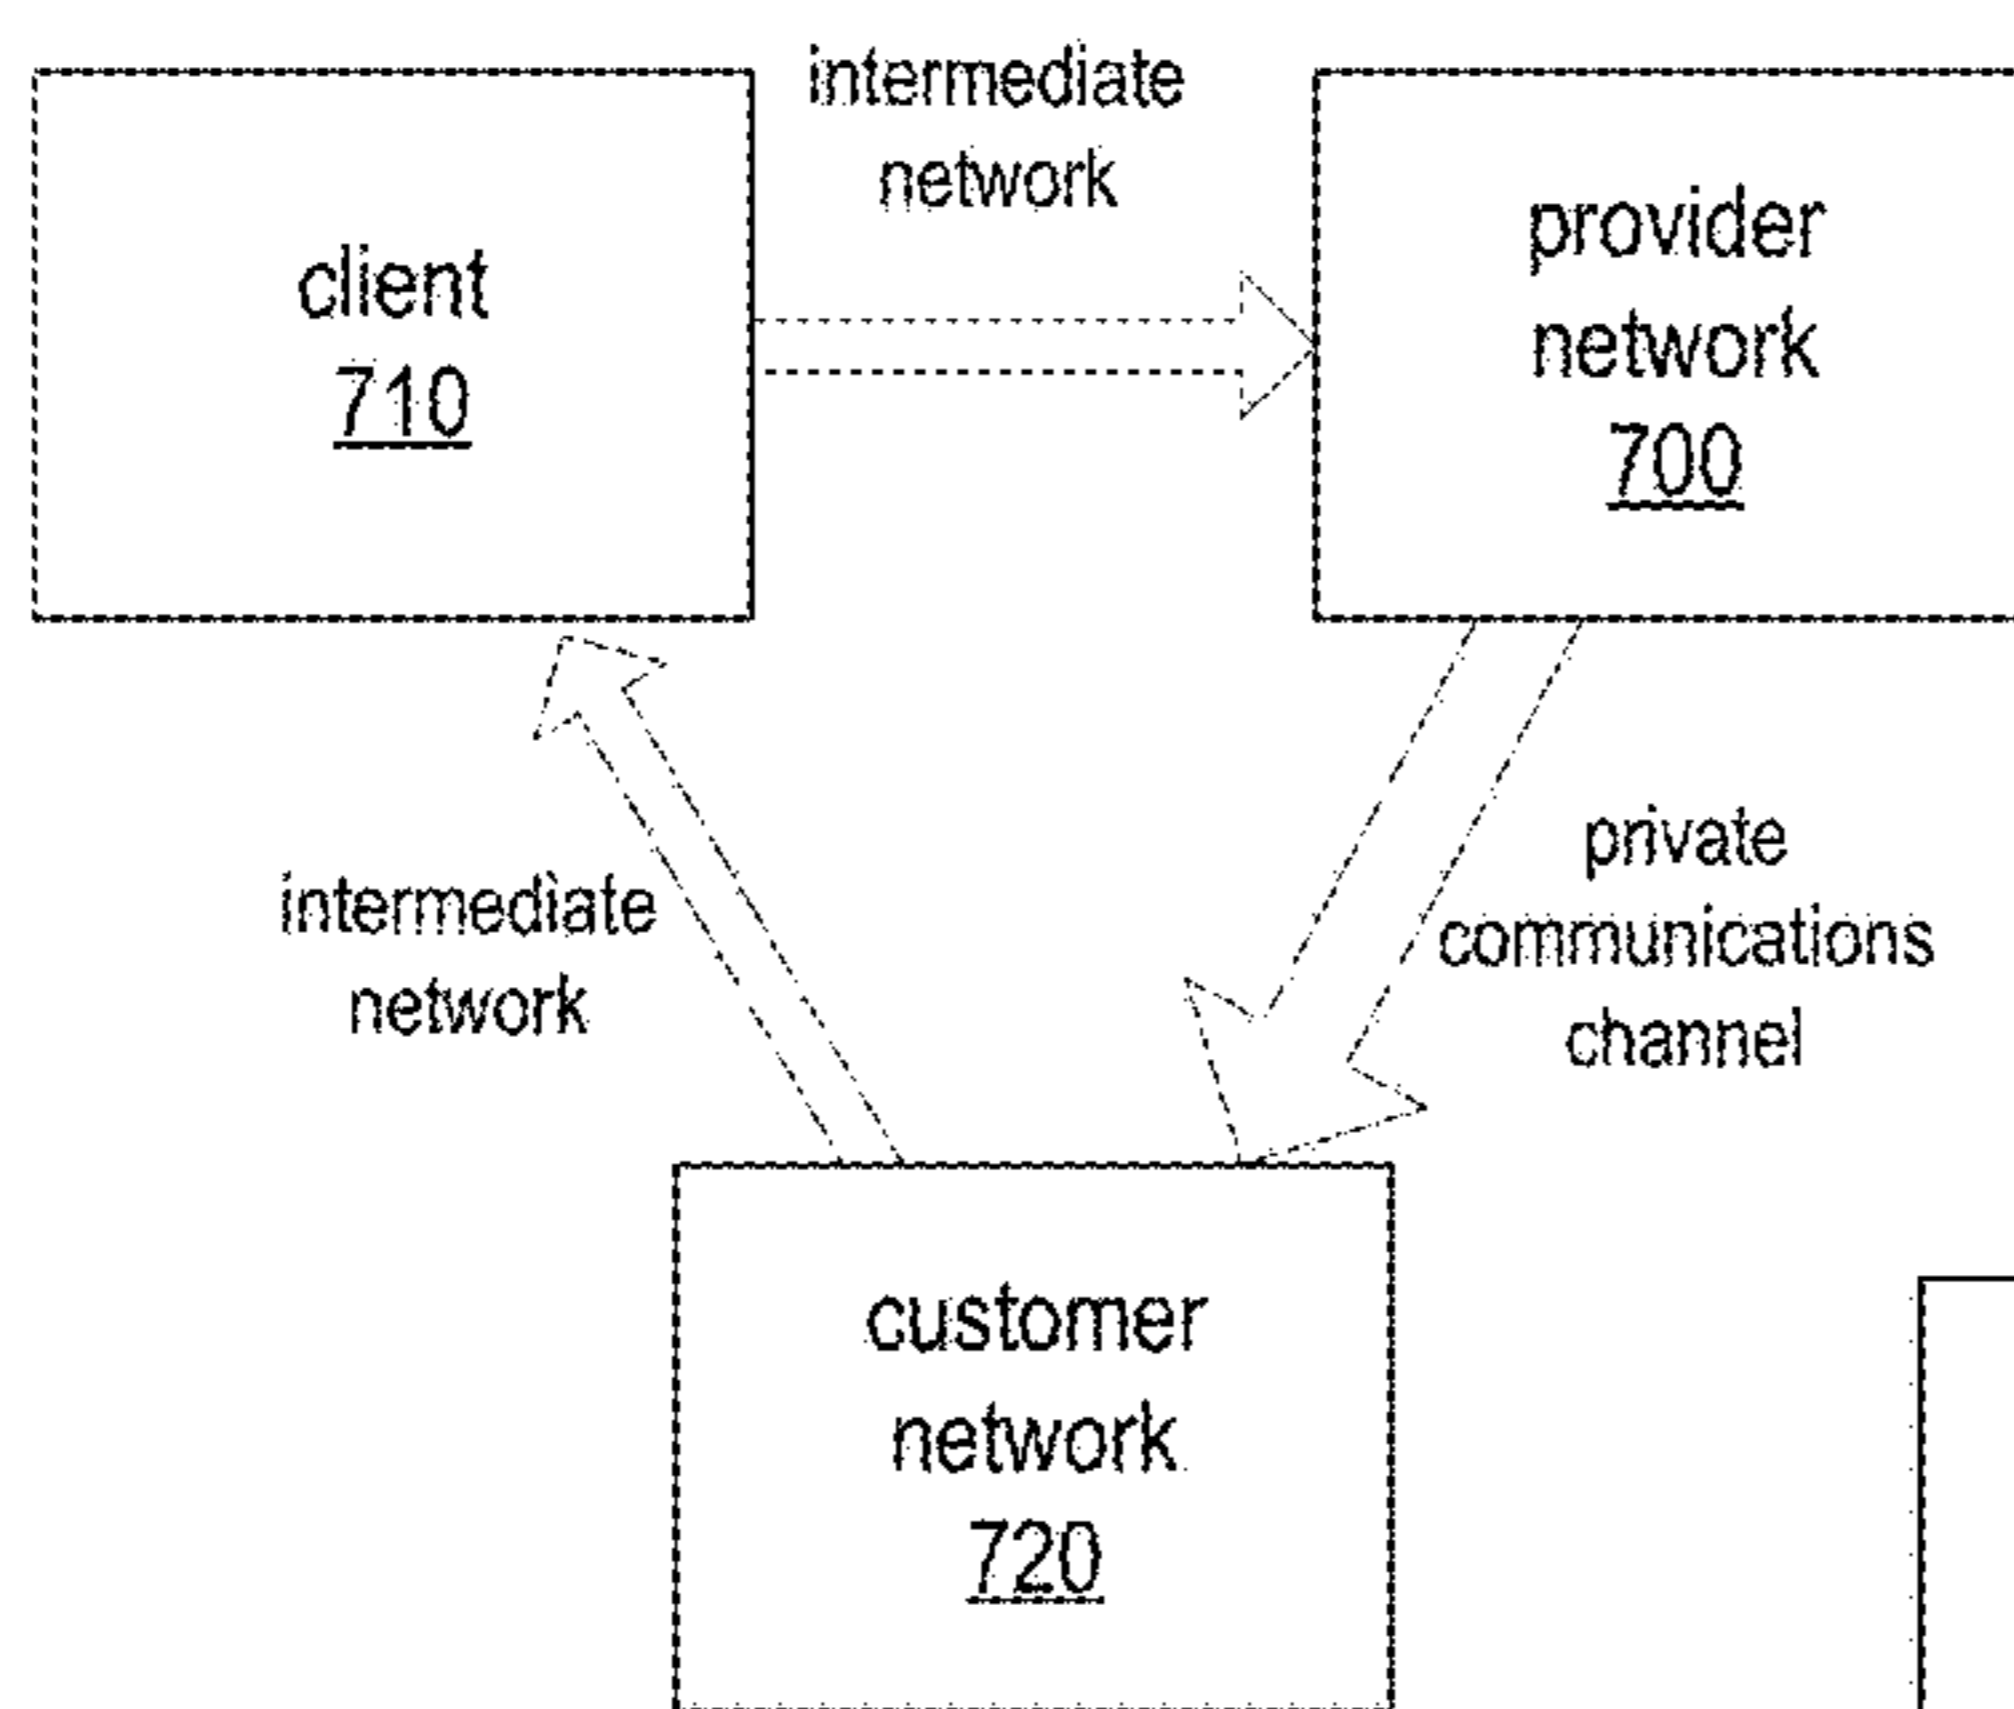 intermediate
network
client
710
provider
network
700
intermediate
network
private
communications
channel
customer
network
720